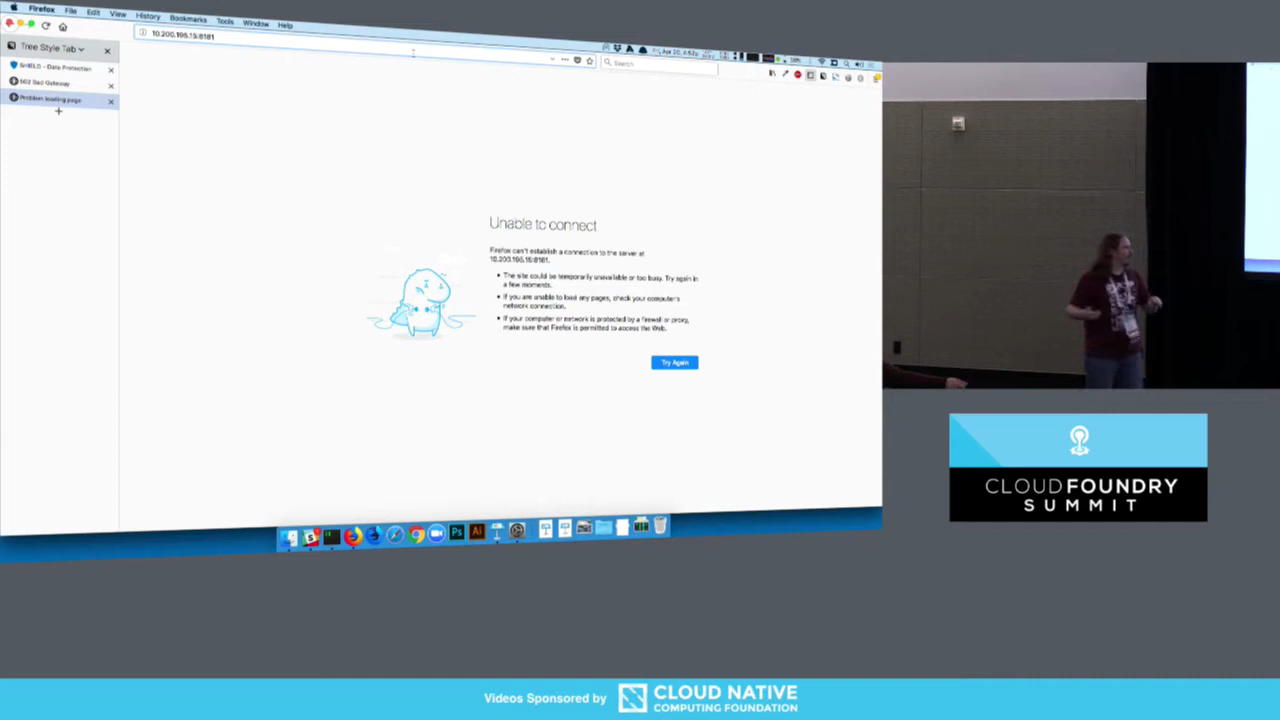 Firefox File Edit View History Bookmarks Tools Window Help
10.200.195.15:8181
Search
Tree Style Tab
SHIELD - Data Protection
502 Bad Gateway
Problem loading page
Unable to connect
Firefox can't establish a connection to the server at
10.200.195.15:8181.
The site could be temporarily unavailable or too busy. Try again in
a few moments.
If you are unable to load any pages, check your computer's
network connection.
If your computer or network is protected by a firewall or proxy,
make sure that Firefox is permitted to access the Web.
Try Again
Ps
Ai
CLOUD FOUNDRY
SUMMIT
Videos Sponsored by
CLOUD NATIVE
COMPUTING FOUNDATION